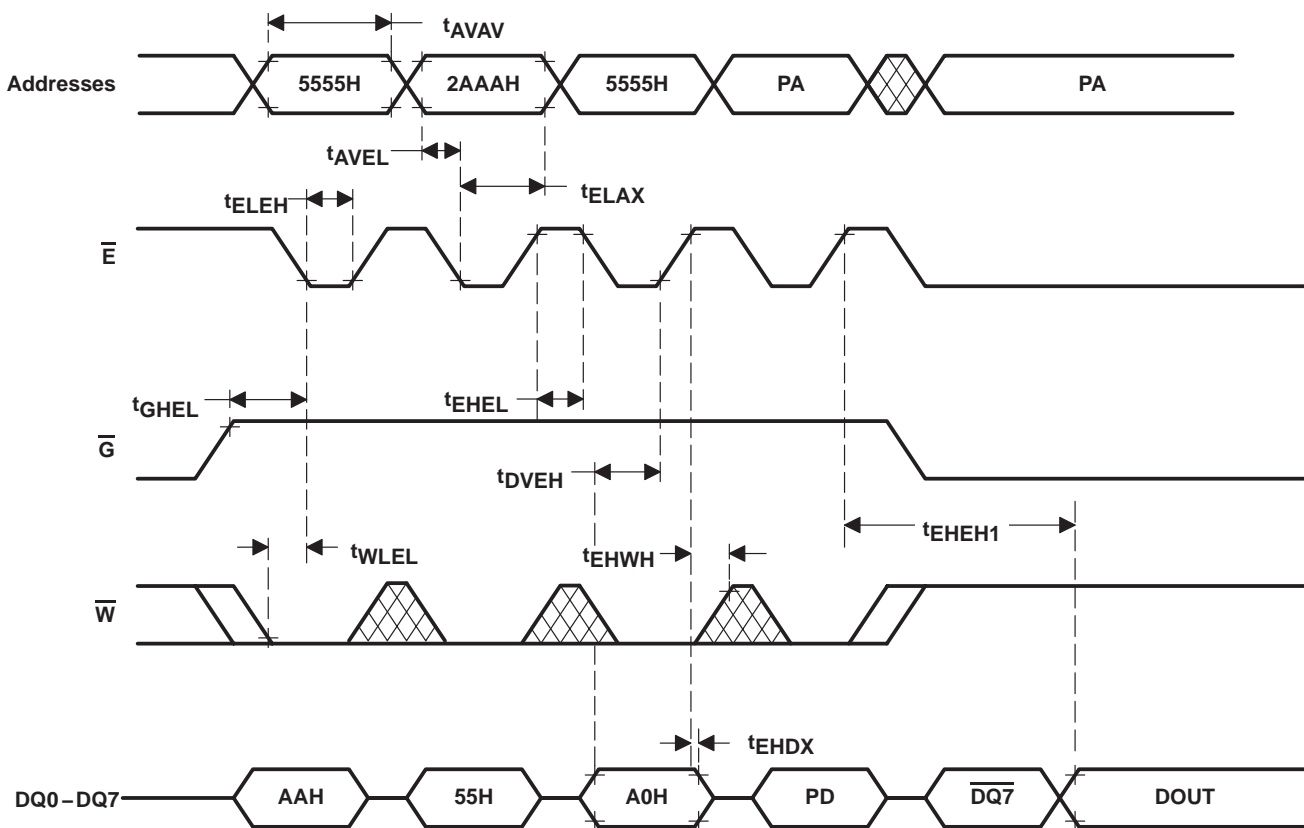 tAVAV
Addresses 5555H 2AAAH 5555H PA PA
tAVEL
tELEH tELAX
E̅
tGHEL tEHEL
G̅
tDVEH
tEHEH1
tWLEL tEHWH
W̅
tEHDX
DQ0–DQ7 AAH 55H A0H PD D̅Q̅7̅ DOUT